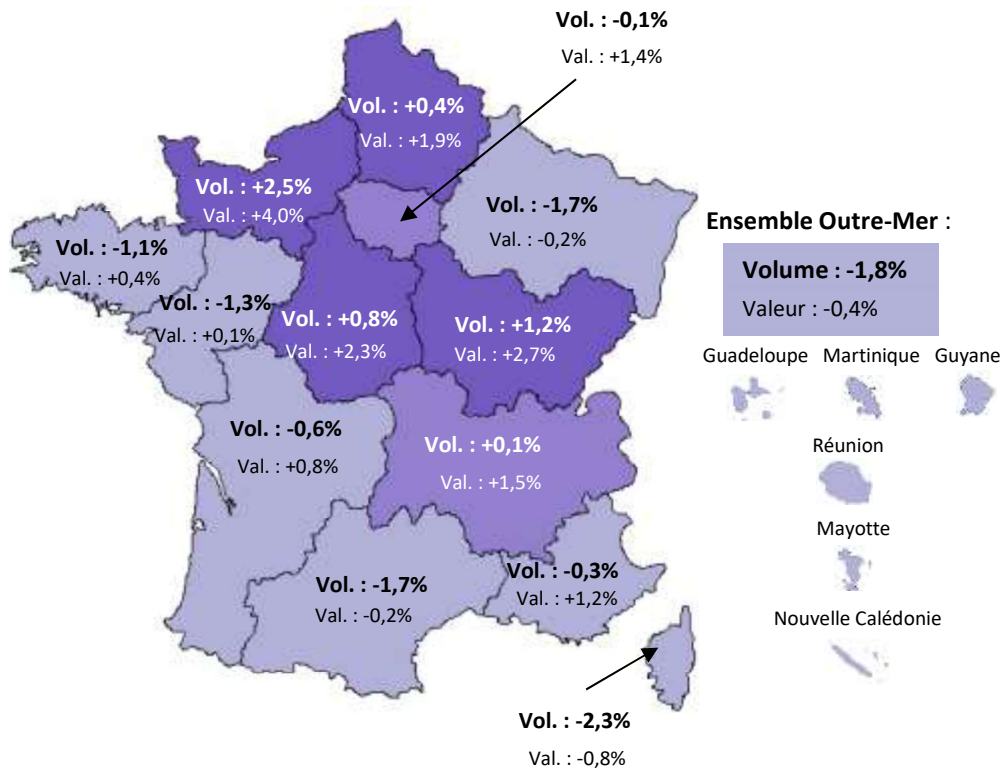 Vol. : -0,1%
Val. : +1,4%
Vol. : +0,4%
Val. : +1,9%
Vol. : +2,5%
Val. : +4,0%
Vol. : -1,7%
Val. : -0,2%
Vol. : -1,1%
Val. : +0,4%
Vol. : -1,3%
Val. : +0,1%
Vol. : +0,8%
Val. : +2,3%
Vol. : +1,2%
Val. : +2,7%
Vol. : -0,6%
Val. : +0,8%
Vol. : +0,1%
Val. : +1,5%
Vol. : -1,7%
Val. : -0,2%
Vol. : -0,3%
Val. : +1,2%
Vol. : -2,3%
Val. : -0,8%
Ensemble Outre-Mer :
Volume : -1,8%
Valeur : -0,4%
Guadeloupe Martinique Guyane
Réunion
Mayotte
Nouvelle Calédonie